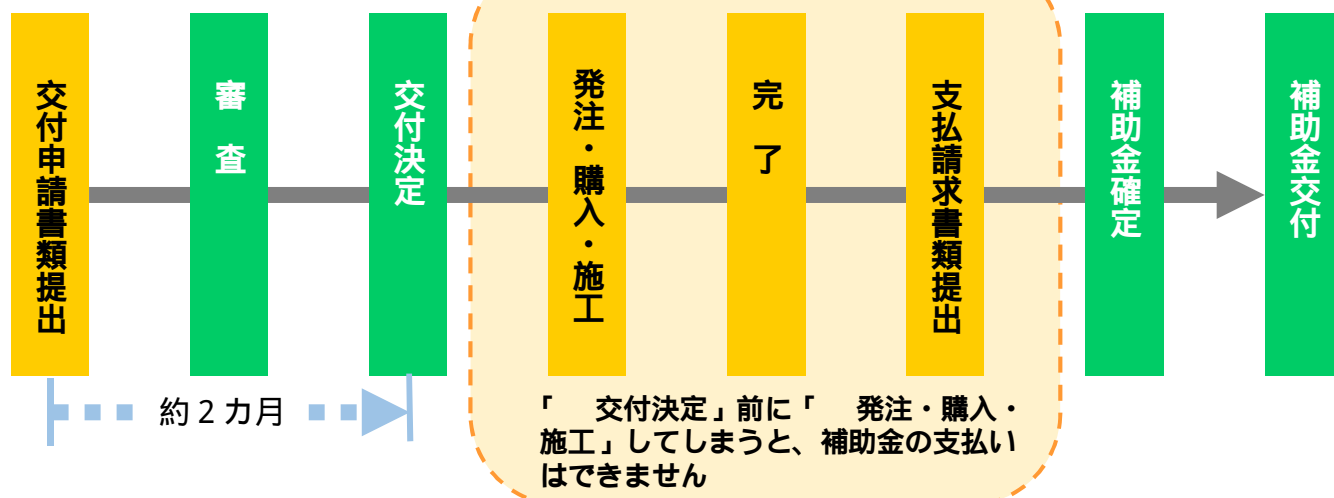 交付申請書類提出
審査
交付決定
発注・購入・施工
完了
支払請求書類提出
補助金確定
補助金交付
約2カ月
「　交付決定」前に「　発注・購入・
施工」してしまうと、補助金の支払い
はできません